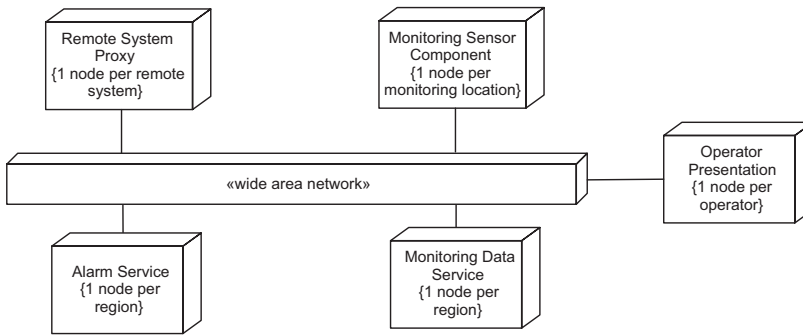 Remote System
Proxy
{1 node per remote
system}
Monitoring Sensor
Component
{1 node per
monitoring location}
«wide area network»
Operator
Presentation
{1 node per
operator}
Alarm Service
{1 node per
region}
Monitoring Data
Service
{1 node per
region}